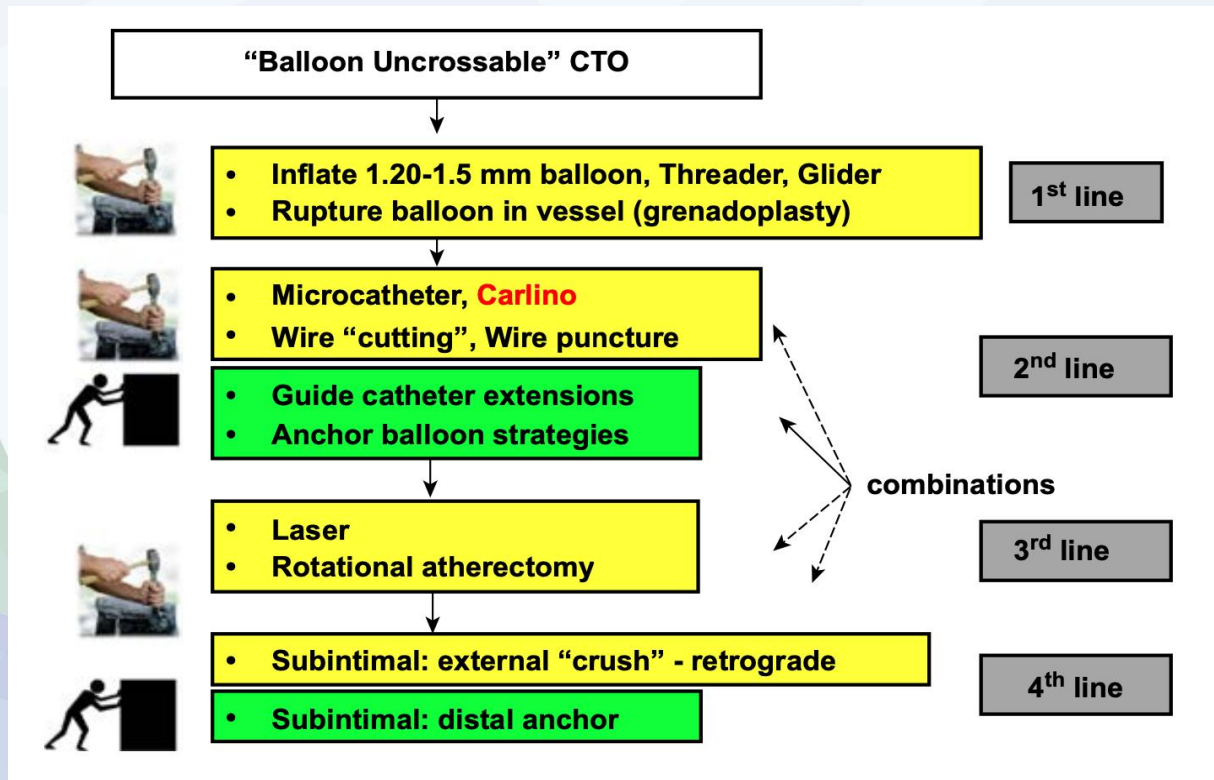 “Balloon Uncrossable” CTO
• Inflate 1.20-1.5 mm balloon, Threader, Glider
• Rupture balloon in vessel (grenadoplasty)
1st line
• Microcatheter, Carlino
• Wire “cutting”, Wire puncture
2nd line
• Guide catheter extensions
• Anchor balloon strategies
combinations
• Laser
• Rotational atherectomy
3rd line
• Subintimal: external “crush” - retrograde
4th line
• Subintimal: distal anchor